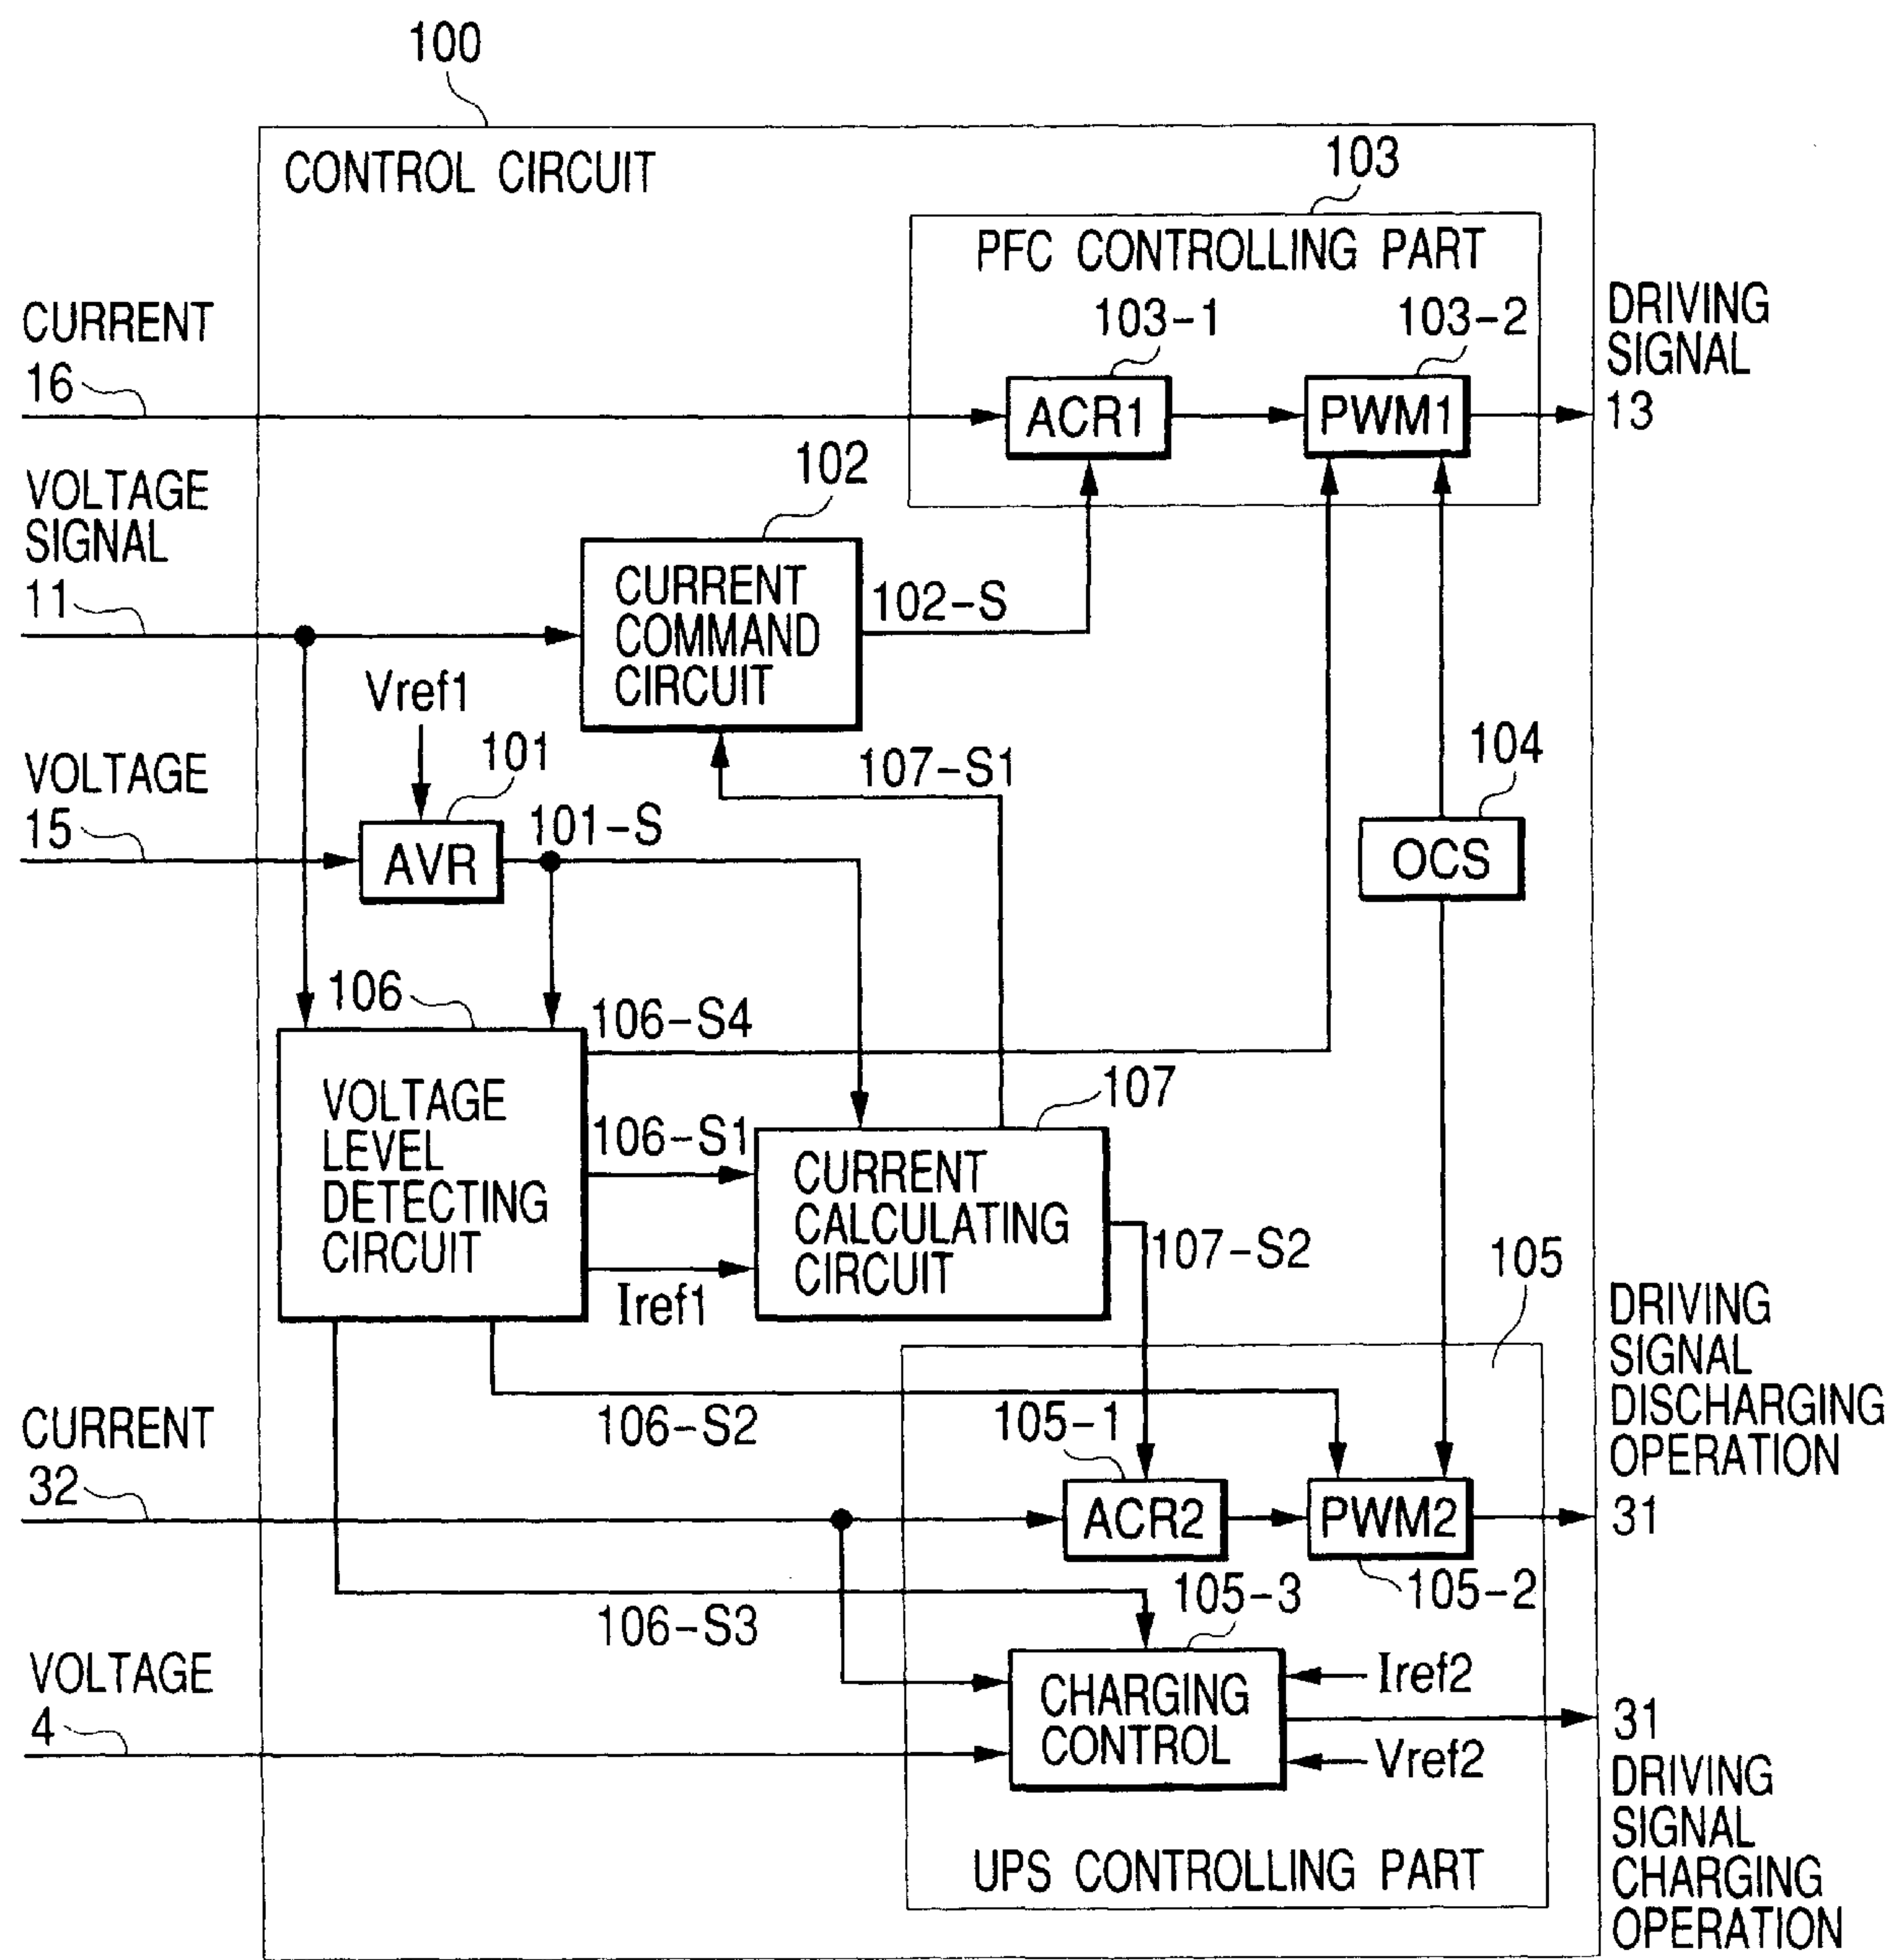 100
CONTROL CIRCUIT
103
PFC CONTROLLING PART
103-1
103-2
CURRENT
16
ACR1
PWM1
DRIVING
SIGNAL
13
VOLTAGE
SIGNAL
11
102
CURRENT
COMMAND
CIRCUIT
102-S
Vref1
VOLTAGE
15
101
AVR
101-S
107-S1
104
OCS
106
106-S4
VOLTAGE
LEVEL
DETECTING
CIRCUIT
106-S1
Iref1
107
CURRENT
CALCULATING
CIRCUIT
107-S2
105
106-S2
CURRENT
32
105-1
ACR2
PWM2
105-2
DRIVING
SIGNAL
DISCHARGING
OPERATION
31
106-S3
105-3
VOLTAGE
4
CHARGING
CONTROL
Iref2
Vref2
31
DRIVING
SIGNAL
CHARGING
OPERATION
UPS CONTROLLING PART